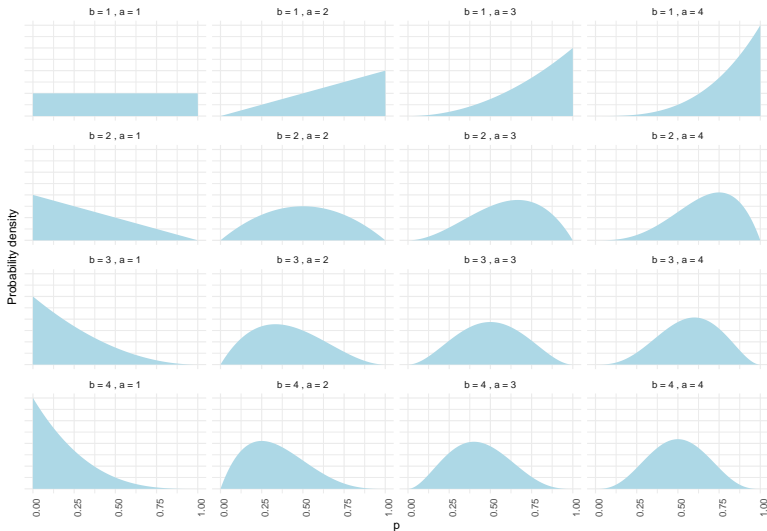 b = 1 , a = 1
b = 1 , a = 2
b = 1 , a = 3
b = 1 , a = 4
b = 2 , a = 1
b = 2 , a = 2
b = 2 , a = 3
b = 2 , a = 4
Probability density
b = 3 , a = 1
b = 3 , a = 2
b = 3 , a = 3
b = 3 , a = 4
b = 4 , a = 1
b = 4 , a = 2
b = 4 , a = 3
b = 4 , a = 4
0.00
0.25
0.50
0.75
1.00
0.00
0.25
0.50
0.75
1.00
0.00
0.25
0.50
0.75
1.00
0.00
0.25
0.50
0.75
1.00
p